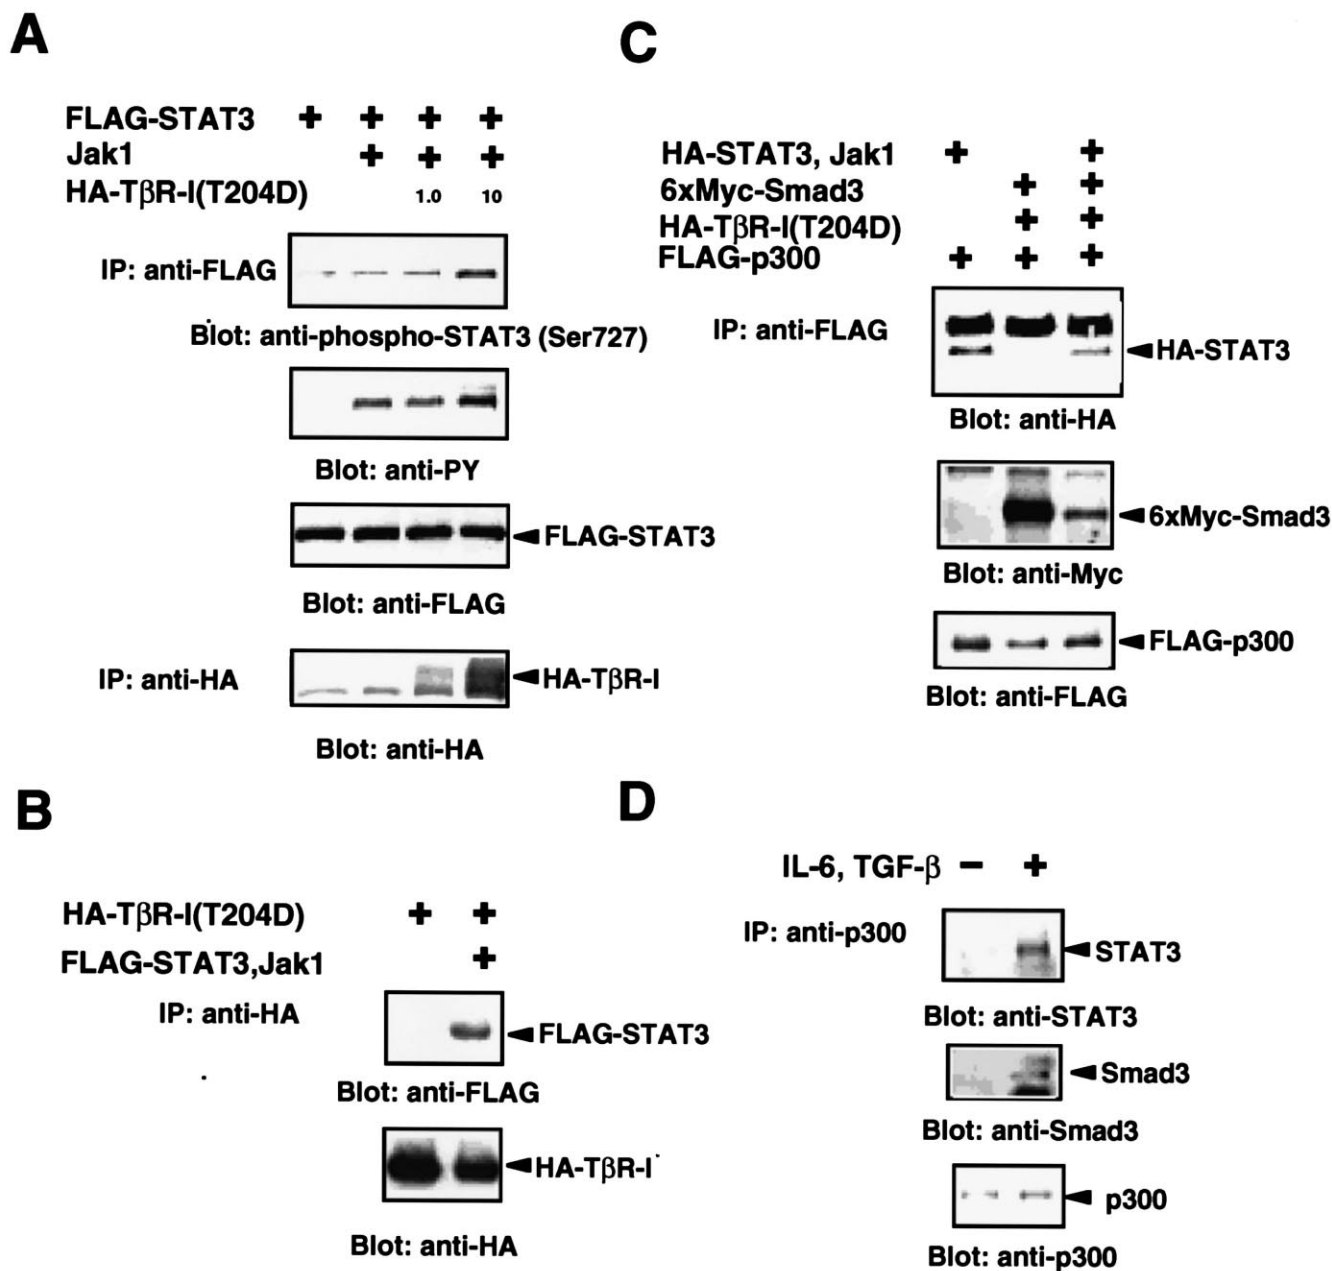 A
FLAG-STAT3 + + + +
Jak1 + + +
HA-TβR-I(T204D) 1.0 10
IP: anti-FLAG
Blot: anti-phospho-STAT3 (Ser727)
Blot: anti-PY
FLAG-STAT3
Blot: anti-FLAG
IP: anti-HA
HA-TβR-I
Blot: anti-HA
B
HA-TβR-I(T204D) + +
FLAG-STAT3,Jak1 +
IP: anti-HA
FLAG-STAT3
Blot: anti-FLAG
HA-TβR-I
Blot: anti-HA
C
HA-STAT3, Jak1 + +
6xMyc-Smad3 + +
HA-TβR-I(T204D) + +
FLAG-p300 + + +
IP: anti-FLAG
HA-STAT3
Blot: anti-HA
6xMyc-Smad3
Blot: anti-Myc
FLAG-p300
Blot: anti-FLAG
D
IL-6, TGF-β − +
IP: anti-p300
STAT3
Blot: anti-STAT3
Smad3
Blot: anti-Smad3
p300
Blot: anti-p300